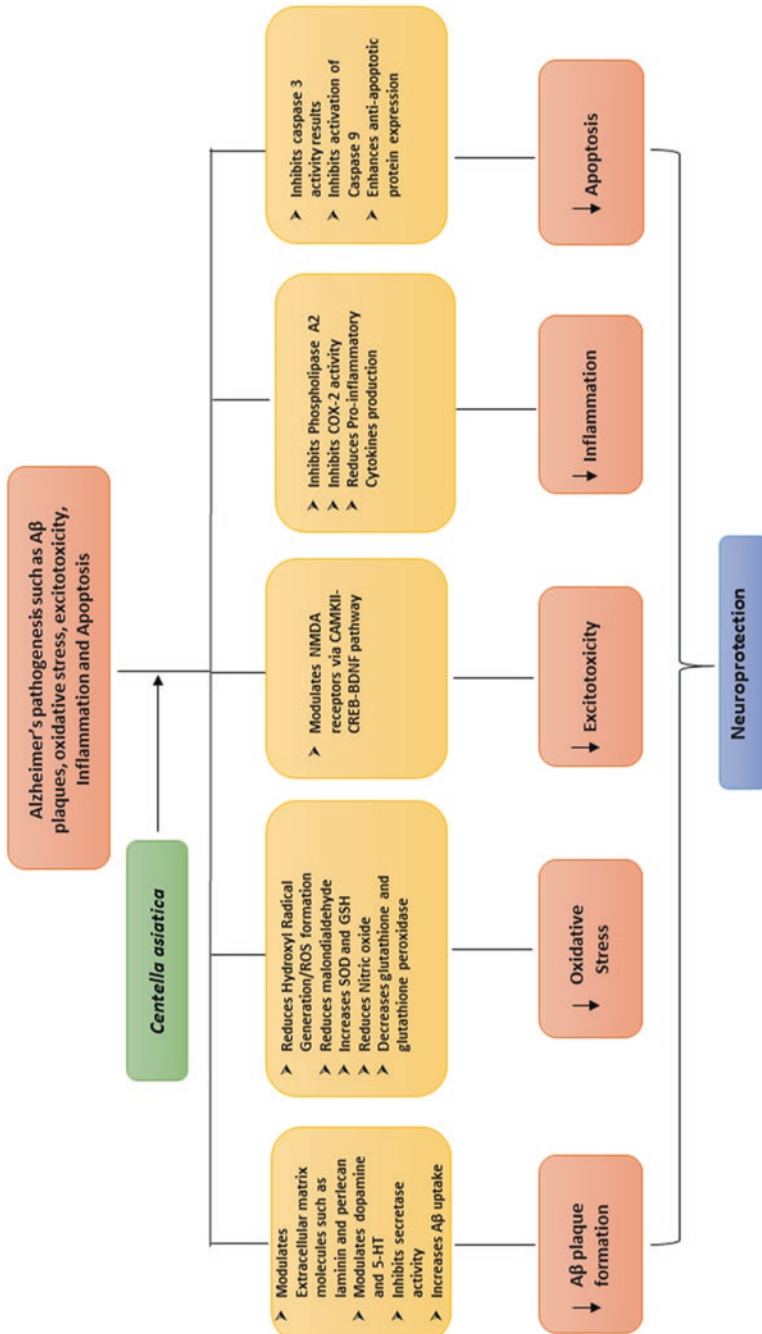 Alzheimer's pathogenesis such as Aβ
plaques, oxidative stress, excitotoxicity,
Inflammation and Apoptosis
Centella asiatica
➢ Modulates
Extracellular matrix
molecules such as
laminin and perlecan
➢ Modulates dopamine
and 5-HT
➢ Inhibits secretase
activity
➢ Increases Aβ uptake
➢ Reduces Hydroxyl Radical
Generation/ROS formation
➢ Reduces malondialdehyde
➢ Increases SOD and GSH
➢ Reduces Nitric oxide
➢ Decreases glutathione and
glutathione peroxidase
➢ Modulates NMDA
receptors via CAMKII-
CREB-BDNF pathway
➢ Inhibits Phospholipase A2
➢ Inhibits COX-2 activity
➢ Reduces Pro-inflammatory
Cytokines production
➢ Inhibits caspase 3
activity results
➢ Inhibits activation of
Caspase 9
➢ Enhances anti-apoptotic
protein expression
↓ Aβ plaque
formation
↓ Oxidative
Stress
↓ Excitotoxicity
↓ Inflammation
↓ Apoptosis
Neuroprotection